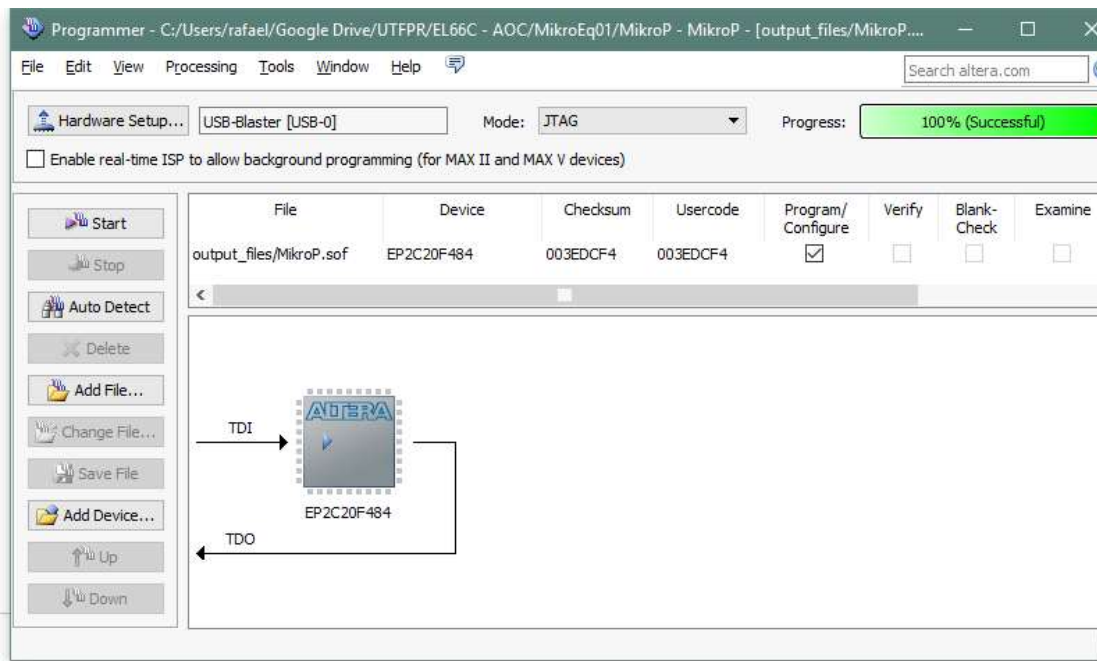 Programmer - C:/Users/rafael/Google Drive/UTFPR/EL66C - AOC/MikroEq01/MikroP - MikroP - [output_files/MikroP....
File Edit View Processing Tools Window Help
Search altera.com
Hardware Setup... USB-Blaster [USB-0] Mode: JTAG Progress: 100% (Successful)
Enable real-time ISP to allow background programming (for MAX II and MAX V devices)
Start
Stop
Auto Detect
Delete
Add File...
Change File...
Save File
Add Device...
Up
Down
File Device Checksum Usercode Program/ Verify Blank- Examine
Configure Check
output_files/MikroP.sof EP2C20F484 003EDCF4 003EDCF4
ALTERA
TDI
EP2C20F484
TDO